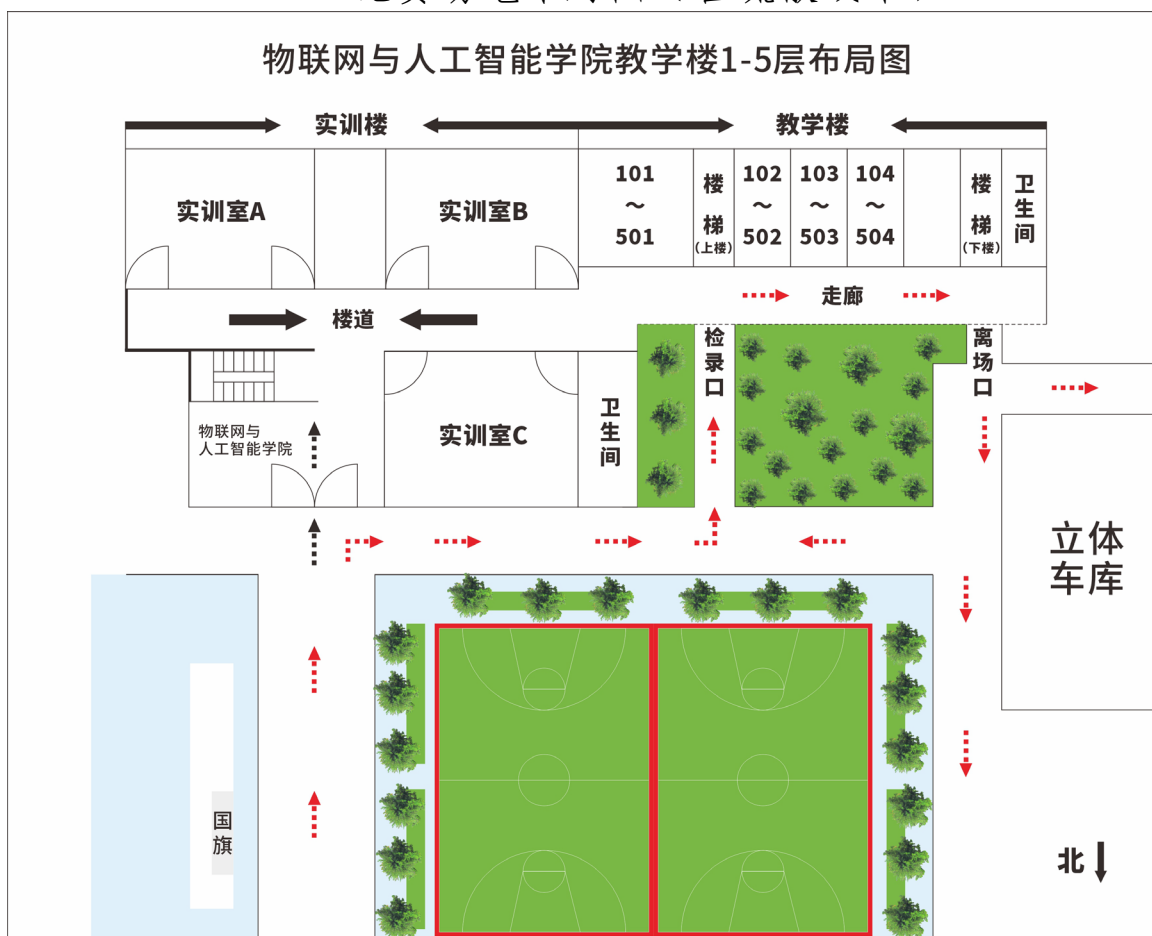 物联网与人工智能学院教学楼1-5层布局图
实训楼
教学楼
实训室A
实训室B
101
~
501
楼
梯
(上楼)
102
~
502
103
~
503
104
~
504
楼
梯
(下楼)
卫生间
走廊
楼道
检录口
离场口
物联网与
人工智能学院
实训室C
卫生间
立体
车库
国旗
北